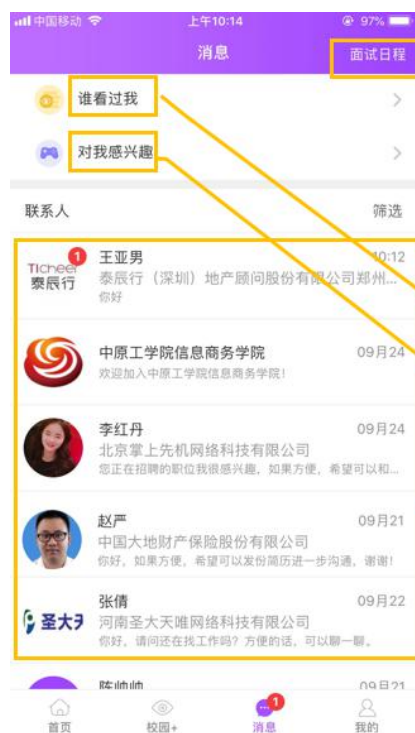 中国移动 上午10:14 97%
消息 面试日程
谁看过我
对我感兴趣
联系人 筛选
王亚男 10:12
TIcheer 1
泰辰行
泰辰行（深圳）地产顾问股份有限公司郑州...
你好
中原工学院信息商务学院 09月24
欢迎加入中原工学院信息商务学院！
李红丹 09月24
北京掌上先机网络科技有限公司
您正在招聘的职位我很感兴趣，如果方便，希望可以和...
赵严 09月21
中国大地财产保险股份有限公司
你好，如果方便，希望可以发份简历进一步沟通，谢谢！
张倩 09月22
圣大
河南圣大天唯网络科技有限公司
你好，请问还在找工作吗？方便的话，可以聊一聊。
陈帅帅 09月21
1
首页 校园+ 消息 我的